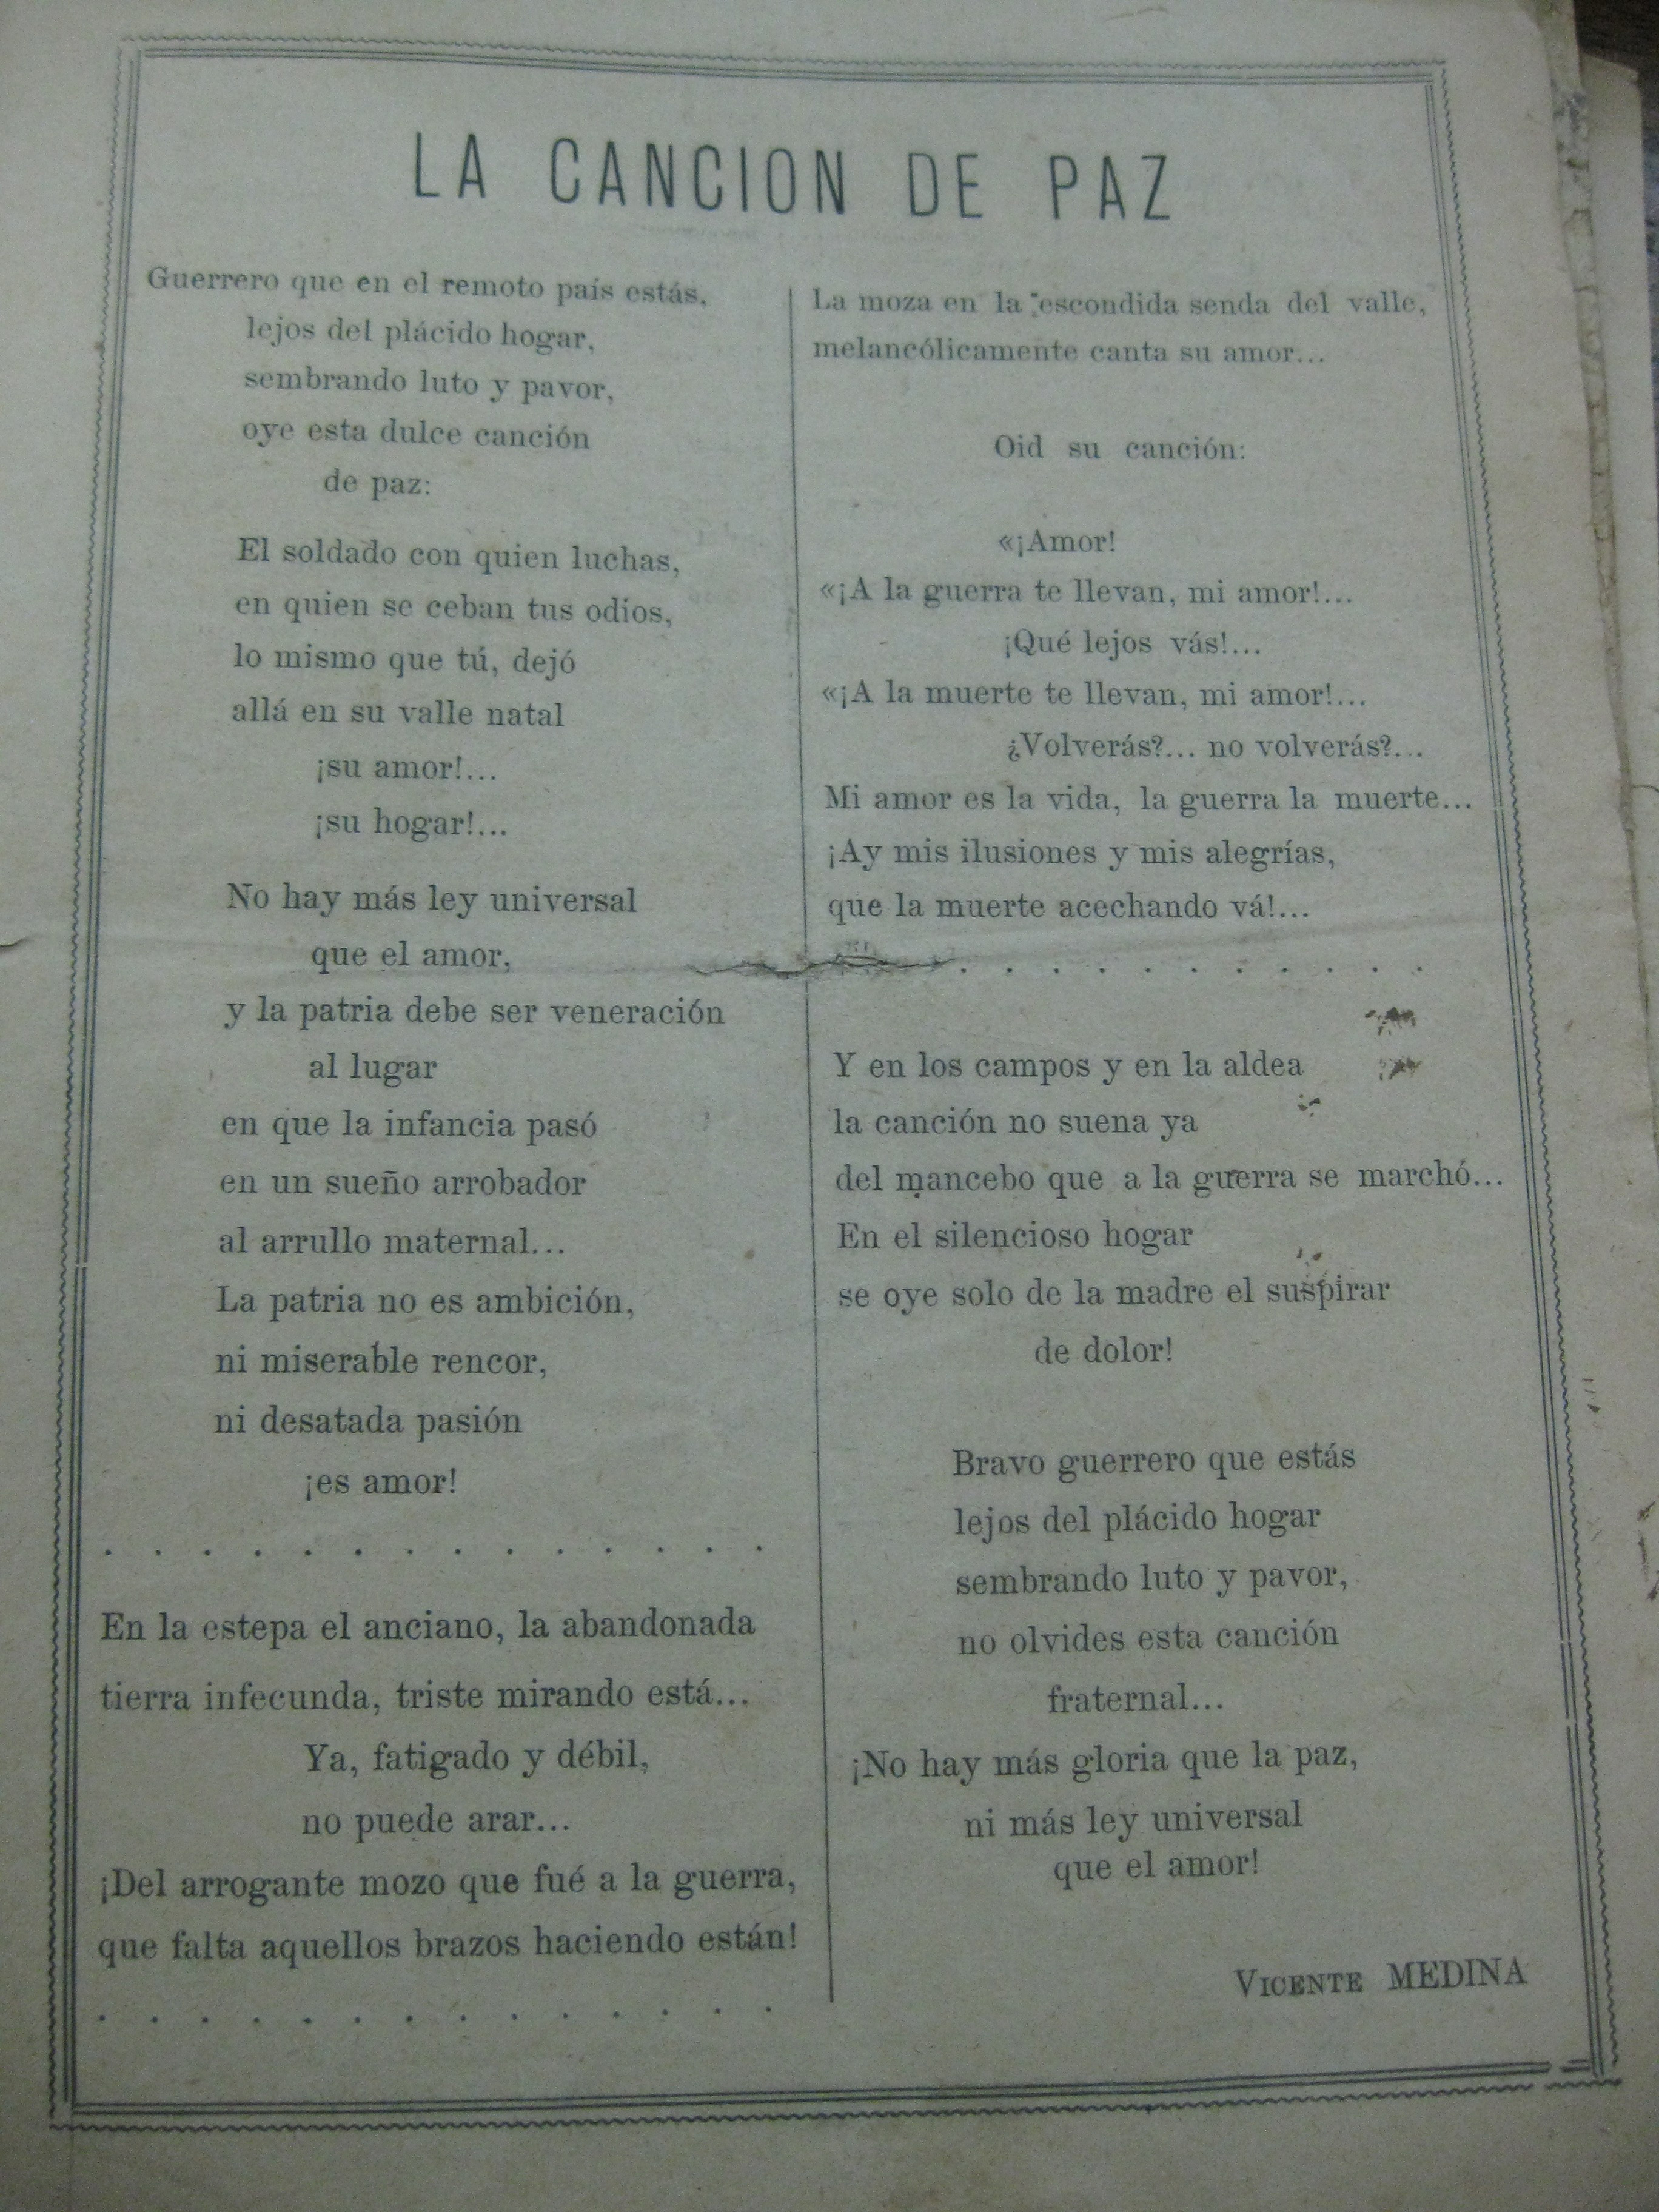 LA CANCION DE PAZ
Guerrero que en el remoto país estás,
lejos del plácido hogar,
sembrando luto y pavor,
oye esta dulce canción
de paz:
El soldado con quien luchas,
en quien se ceban tus odios,
lo mismo que tú, dejó
allá en su valle natal
¡su amor!...
¡su hogar!...
No hay más ley universal
que el amor,
y la patria debe ser veneración
al lugar
en que la infancia pasó
en un sueño arrobador
al arrullo maternal...
La patria no es ambición,
ni miserable rencor,
ni desatada pasión
¡es amor!
. . . . . . . . . . . . . .
En la estepa el anciano, la abandonada
tierra infecunda, triste mirando está...
Ya, fatigado y débil,
no puede arar...
¡Del arrogante mozo que fué a la guerra,
que falta aquellos brazos haciendo están!
. . . . . . . . . . . . . .
La moza en la escondida senda del valle,
melancólicamente canta su amor...
Oid su canción:
«¡Amor!
«¡A la guerra te llevan, mi amor!...
¡Qué lejos vás!...
«¡A la muerte te llevan, mi amor!...
¿Volverás?... no volverás?...
Mi amor es la vida, la guerra la muerte...
¡Ay mis ilusiones y mis alegrías,
que la muerte acechando vá!...
. . . . . . . . . . .
Y en los campos y en la aldea
la canción no suena ya
del mancebo que a la guerra se marchó...
En el silencioso hogar
se oye solo de la madre el suspirar
de dolor!
Bravo guerrero que estás
lejos del plácido hogar
sembrando luto y pavor,
no olvides esta canción
fraternal...
¡No hay más gloria que la paz,
ni más ley universal
que el amor!
VICENTE MEDINA